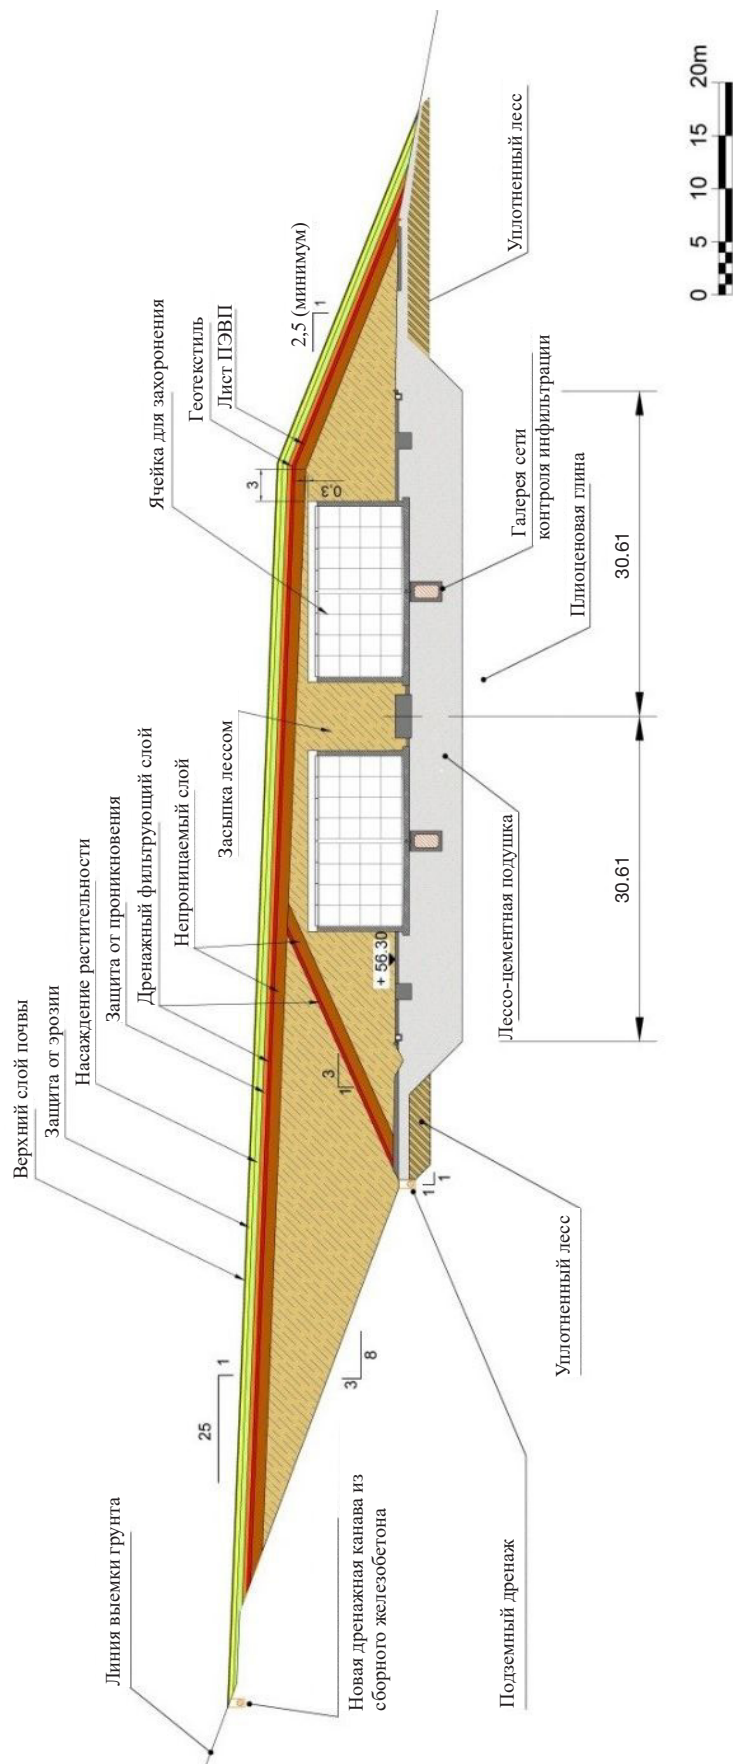 Линия выемки грунта
Верхний слой почвы
Защита от эрозии
Насаждение растительности
Защита от проникновения
Дренажный фильтрующий слой
Непроницаемый слой
Засыпка лессом
Ячейка для захоронения
Геотекстиль
Лист ПЭВП
2,5 (минимум)
1
25
1
3
8
3
1
3
0,3
+ 56.30
1
1
Новая дренажная канава из
сборного железобетона
Подземный дренаж
Уплотненный лесс
Лессо-цементная подушка
Плиоценовая глина
Галерея сети
контроля инфильтрации
Уплотненный лесс
30.61
30.61
0
5
10
15
20m